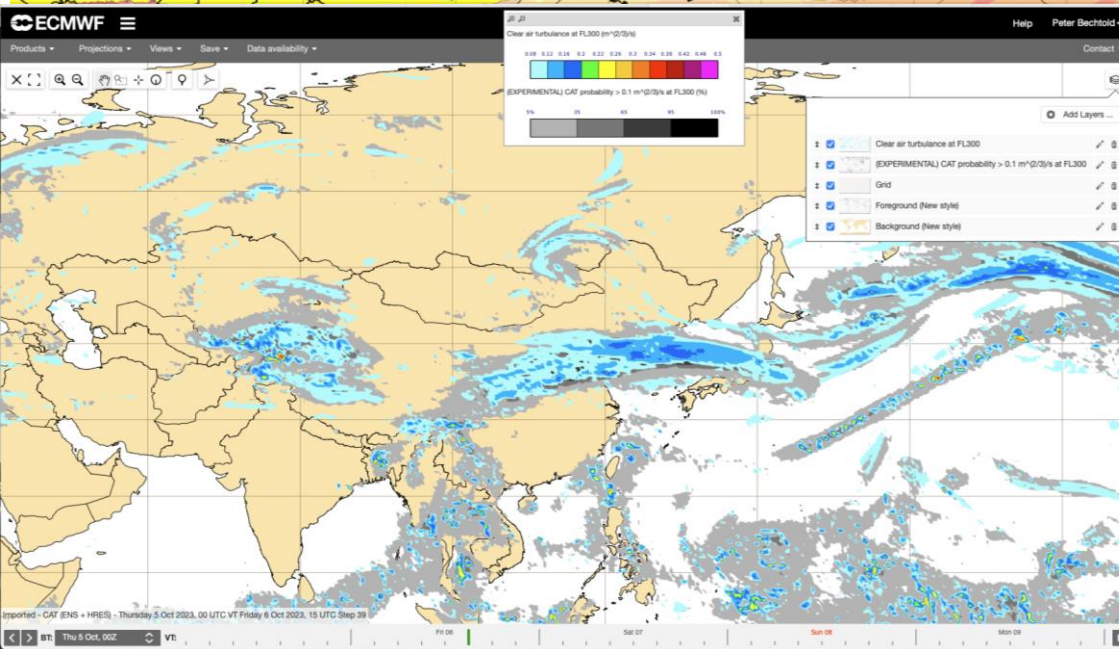 ECMWF
Help Peter Bechtold
Products Projections Views Save Data availability
Contact
Clear air turbulence at FL300 (m^(2/3)/s)
0.08 0.12 0.16 0.2 0.22 0.26 0.3 0.34 0.38 0.42 0.46 0.5
(EXPERIMENTAL) CAT probability > 0.1 m^(2/3)/s at FL300 (%)
5% 35 65 95 100%
Add Layers ...
Clear air turbulence at FL300
(EXPERIMENTAL) CAT probability > 0.1 m^(2/3)/s at FL300
Grid
Foreground (New style)
Background (New style)
Imported - CAT (ENS + HRES) - Thursday 5 Oct 2023, 00 UTC VT Friday 6 Oct 2023, 15 UTC Step 39
BT: Thu 5 Oct, 00Z VT: Fri 06 Sat 07 Sun 08 Mon 09